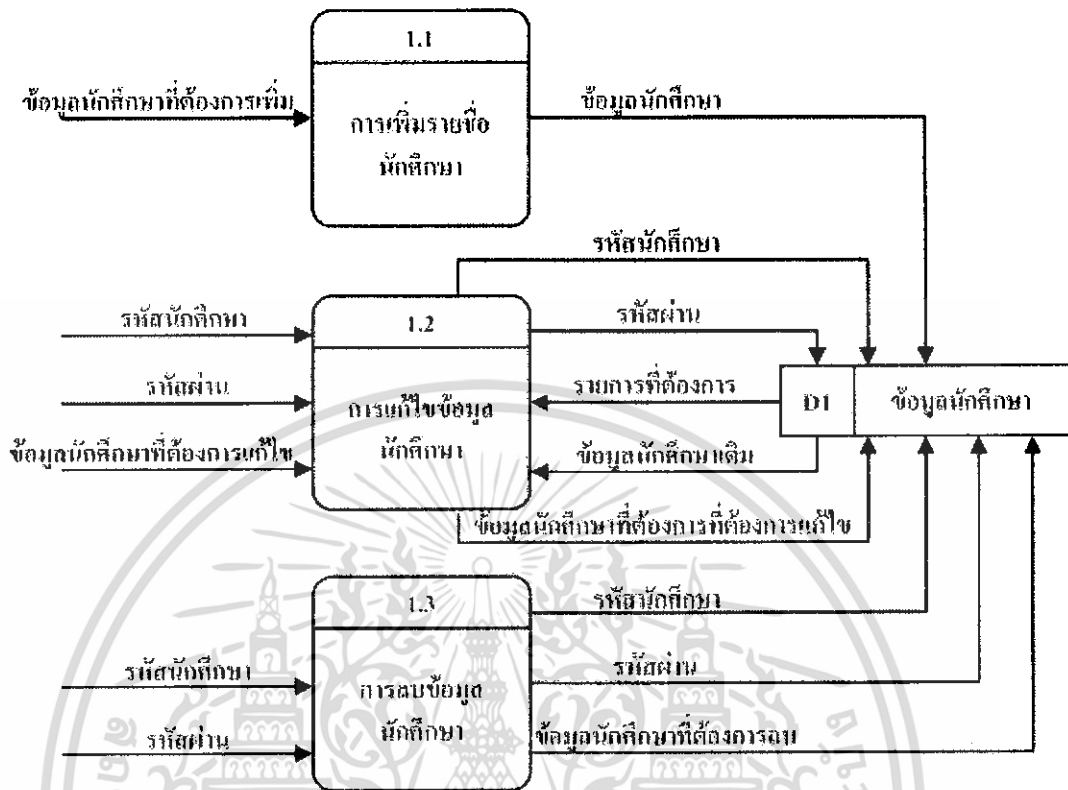 1.1
ข้อมูลนักศึกษาที่ต้องการเพิ่ม
การเพิ่มรายชื่อ
นักศึกษา
ข้อมูลนักศึกษา
รหัสนักศึกษา
รหัสนักศึกษา
1.2
รหัสผ่าน
รหัสผ่าน
รายการที่ต้องการ
D1
ข้อมูลนักศึกษา
การแก้ไขข้อมูล
นักศึกษา
ข้อมูลนักศึกษาที่ต้องการแก้ไข
ข้อมูลนักศึกษาเดิม
ข้อมูลนักศึกษาที่ต้องการที่ต้องการแก้ไข
1.3
รหัสนักศึกษา
รหัสนักศึกษา
การลบข้อมูล
นักศึกษา
รหัสผ่าน
รหัสผ่าน
ข้อมูลนักศึกษาที่ต้องการลบ